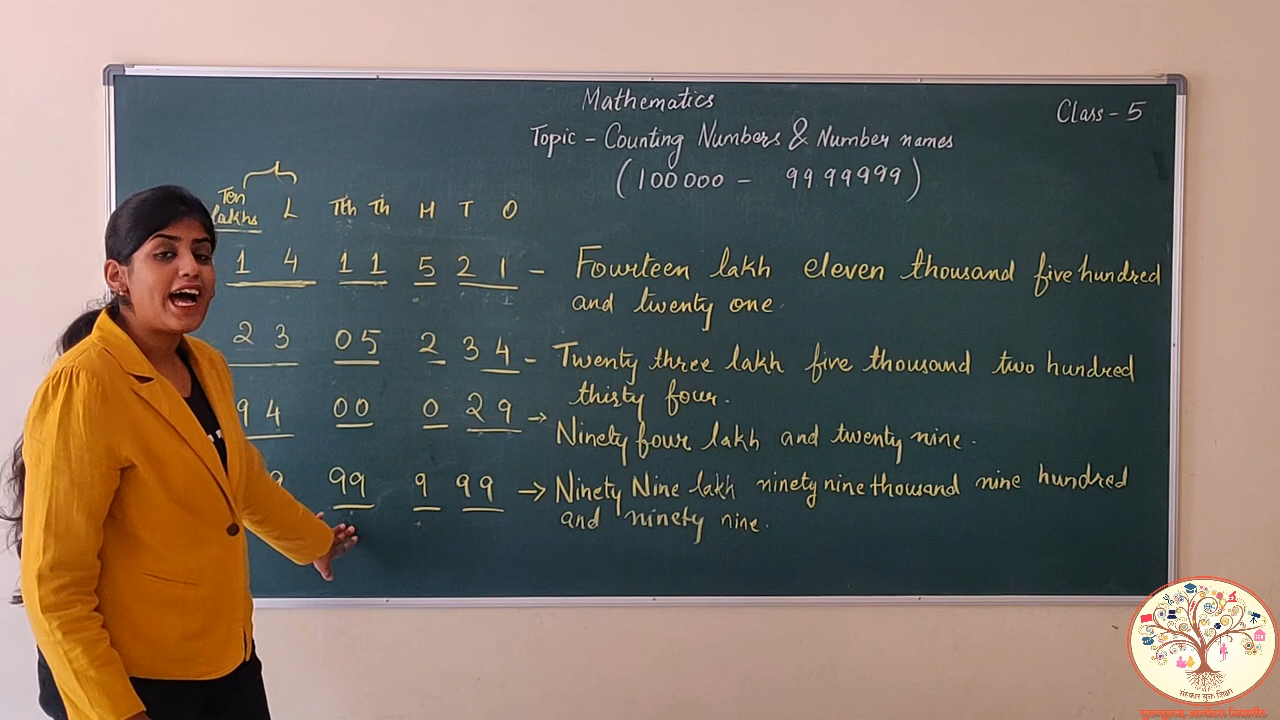 Mathematics
Class - 5
Topic - Counting Numbers & Number names
(100000 - 9999999)
Ten lakhs L Tth Th H T O
1 4 1 1 5 2 1 - Fourteen lakh eleven thousand five hundred
and twenty one.
2 3 05 2 3 4 - Twenty three lakh five thousand two hundred
thirty four.
9 4 00 0 2 9 →
Ninety four lakh and twenty nine.
9 99 9 99 → Ninety Nine lakh ninety nine thousand nine hundred
and ninety nine.
संस्कार युक्त शिक्षा